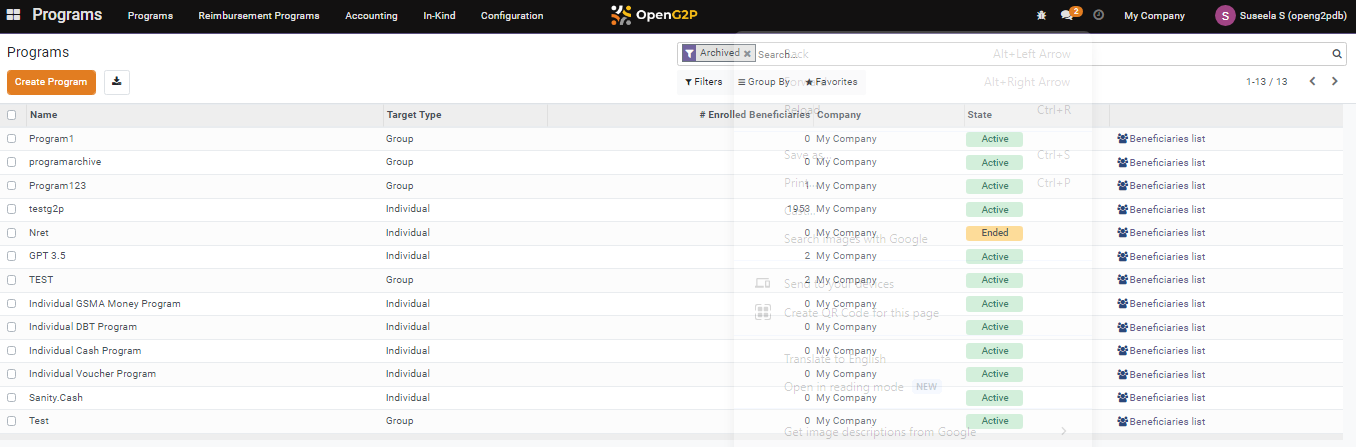 Programs Programs Reimbursement Programs Accounting In-Kind Configuration OpenG2P 2 My Company S Suseela S (openg2pdb)
Programs
Archived Search...
Back Alt+Left Arrow
Create Program Filters Group By Favorites 1-13 / 13
Forward Alt+Right Arrow
Reload Ctrl+R
Name Target Type # Enrolled Beneficiaries Company State
Program1 Group 0 My Company Active Beneficiaries list
Save as... Ctrl+S
programarchive Group 0 My Company Active Beneficiaries list
Print... Ctrl+P
Program123 Group 1 My Company Active Beneficiaries list
Cast...
testg2p Individual 1953 My Company Active Beneficiaries list
Nret Individual 0 My Company Ended Beneficiaries list
Search images with Google
GPT 3.5 Individual 2 My Company Active Beneficiaries list
TEST Group 2 My Company Active Beneficiaries list
Send to your devices
Individual GSMA Money Program Individual 0 My Company Active Beneficiaries list
Create QR Code for this page
Individual DBT Program Individual 0 My Company Active Beneficiaries list
Individual Cash Program Individual 0 My Company Active Beneficiaries list
Translate to English
Individual Voucher Program Individual 0 My Company Active Beneficiaries list
Open in reading mode NEW
Sanity.Cash Individual 0 My Company Active Beneficiaries list
Test Group 0 My Company Active Beneficiaries list
Get image descriptions from Google